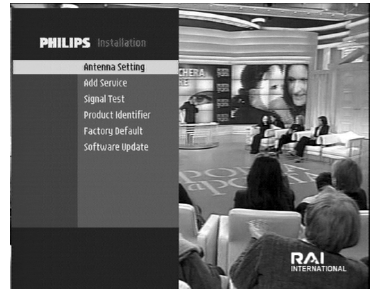 PHILIPS Installation
Antenna Setting
Add Service
Signal Test
Product Identifier
Factory Default
Software Update
RAI
INTERNATIONAL